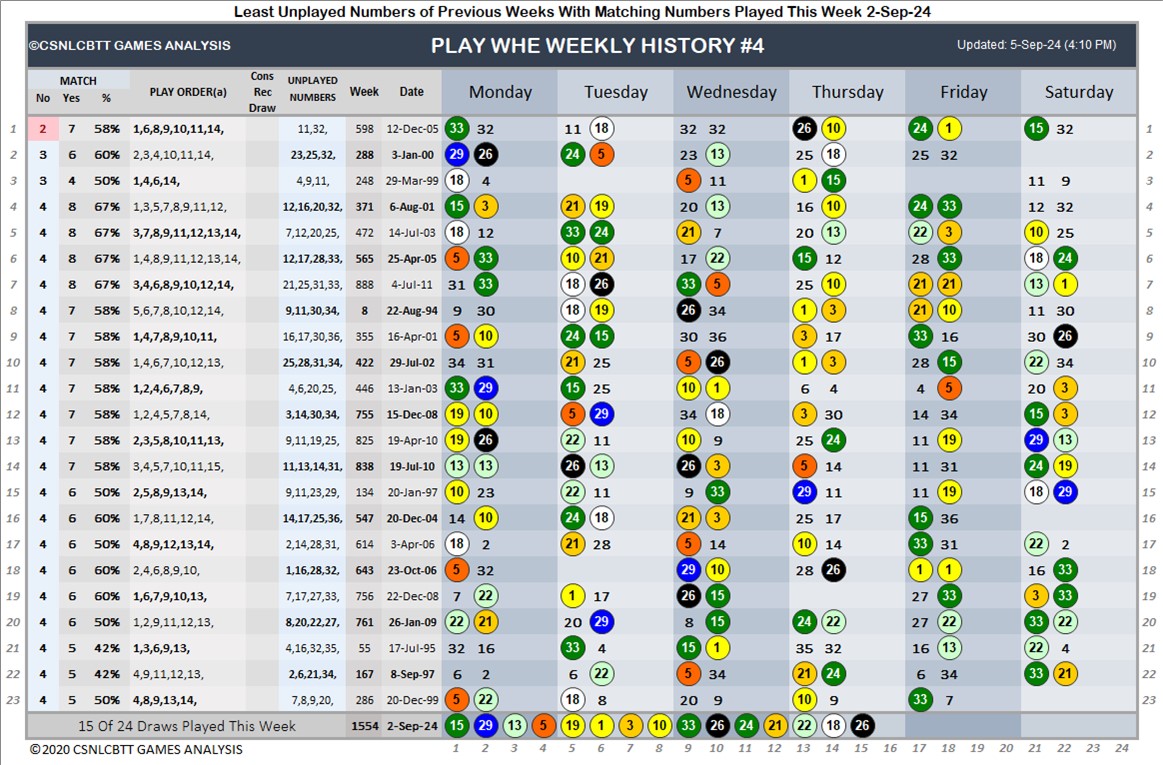 Least Unplayed Numbers of Previous Weeks With Matching Numbers Played This Week 2-Sep-24
©CSNLCBTT GAMES ANALYSIS PLAY WHE WEEKLY HISTORY #4 Updated: 5-Sep-24 (4:10 PM)
MATCH No Yes % PLAY ORDER(a) Cons Rec Draw UNPLAYED NUMBERS Week Date Monday Tuesday Wednesday Thursday Friday Saturday
1 2 7 58% 1,6,8,9,10,11,14, 11,32, 598 12-Dec-05 33 32 11 18 32 32 26 10 24 1 15 32 1
2 3 6 60% 2,3,4,10,11,14, 23,25,32, 288 3-Jan-00 29 26 24 5 23 13 25 18 25 32 2
3 3 4 50% 1,4,6,14, 4,9,11, 248 29-Mar-99 18 4 5 11 1 15 11 9 3
4 4 8 67% 1,3,5,7,8,9,11,12, 12,16,20,32, 371 6-Aug-01 15 3 21 19 20 13 16 10 24 33 12 32 4
5 4 8 67% 3,7,8,9,11,12,13,14, 7,12,20,25, 472 14-Jul-03 18 12 33 24 21 7 20 13 22 3 10 25 5
6 4 8 67% 1,4,8,9,11,12,13,14, 12,17,28,33, 565 25-Apr-05 5 33 10 21 17 22 15 12 28 33 18 24 6
7 4 8 67% 3,4,6,8,9,10,12,14, 21,25,31,33, 888 4-Jul-11 31 33 18 26 33 5 25 10 21 21 13 1 7
8 4 7 58% 5,6,7,8,10,12,14, 9,11,30,34, 8 22-Aug-94 9 30 18 19 26 34 1 3 21 10 11 30 8
9 4 7 58% 1,4,7,8,9,10,11, 16,17,30,36, 355 16-Apr-01 5 10 24 15 30 36 3 17 33 16 30 26 9
10 4 7 58% 1,4,6,7,10,12,13, 25,28,31,34, 422 29-Jul-02 34 31 21 25 5 26 1 3 28 15 22 34 10
11 4 7 58% 1,2,4,6,7,8,9, 4,6,20,25, 446 13-Jan-03 33 29 15 25 10 1 6 4 4 5 20 3 11
12 4 7 58% 1,2,4,5,7,8,14, 3,14,30,34, 755 15-Dec-08 19 10 5 29 34 18 3 30 14 34 15 3 12
13 4 7 58% 2,3,5,8,10,11,13, 9,11,19,25, 825 19-Apr-10 19 26 22 11 10 9 25 24 11 19 29 13 13
14 4 7 58% 3,4,5,7,10,11,15, 11,13,14,31, 838 19-Jul-10 13 13 26 13 26 3 5 14 11 31 24 19 14
15 4 6 50% 2,5,8,9,13,14, 9,11,23,29, 134 20-Jan-97 10 23 22 11 9 33 29 11 11 19 18 29 15
16 4 6 60% 1,7,8,11,12,14, 14,17,25,36, 547 20-Dec-04 14 10 24 18 21 3 25 17 15 36 16
17 4 6 50% 4,8,9,12,13,14, 2,14,28,31, 614 3-Apr-06 18 2 21 28 5 14 10 14 33 31 22 2 17
18 4 6 60% 2,4,6,8,9,10, 1,16,28,32, 643 23-Oct-06 5 32 29 10 28 26 1 1 16 33 18
19 4 6 60% 1,6,7,9,10,13, 7,17,27,33, 756 22-Dec-08 7 22 1 17 26 15 27 33 3 33 19
20 4 6 50% 1,2,9,11,12,13, 8,20,22,27, 761 26-Jan-09 22 21 20 29 8 15 24 22 27 22 33 22 20
21 4 5 42% 1,3,6,9,13, 4,16,32,35, 55 17-Jul-95 32 16 33 4 15 1 35 32 16 13 22 4 21
22 4 5 42% 4,9,11,12,13, 2,6,21,34, 167 8-Sep-97 6 2 6 22 5 34 21 24 6 34 33 21 22
23 4 5 50% 4,8,9,13,14, 7,8,9,20, 286 20-Dec-99 5 22 18 8 20 9 10 9 33 7 23
15 Of 24 Draws Played This Week 1554 2-Sep-24 15 29 13 5 19 1 3 10 33 26 24 21 22 18 26
©2020 CSNLCBTT GAMES ANALYSIS 1 2 3 4 5 6 7 8 9 10 11 12 13 14 15 16 17 18 19 20 21 22 23 24